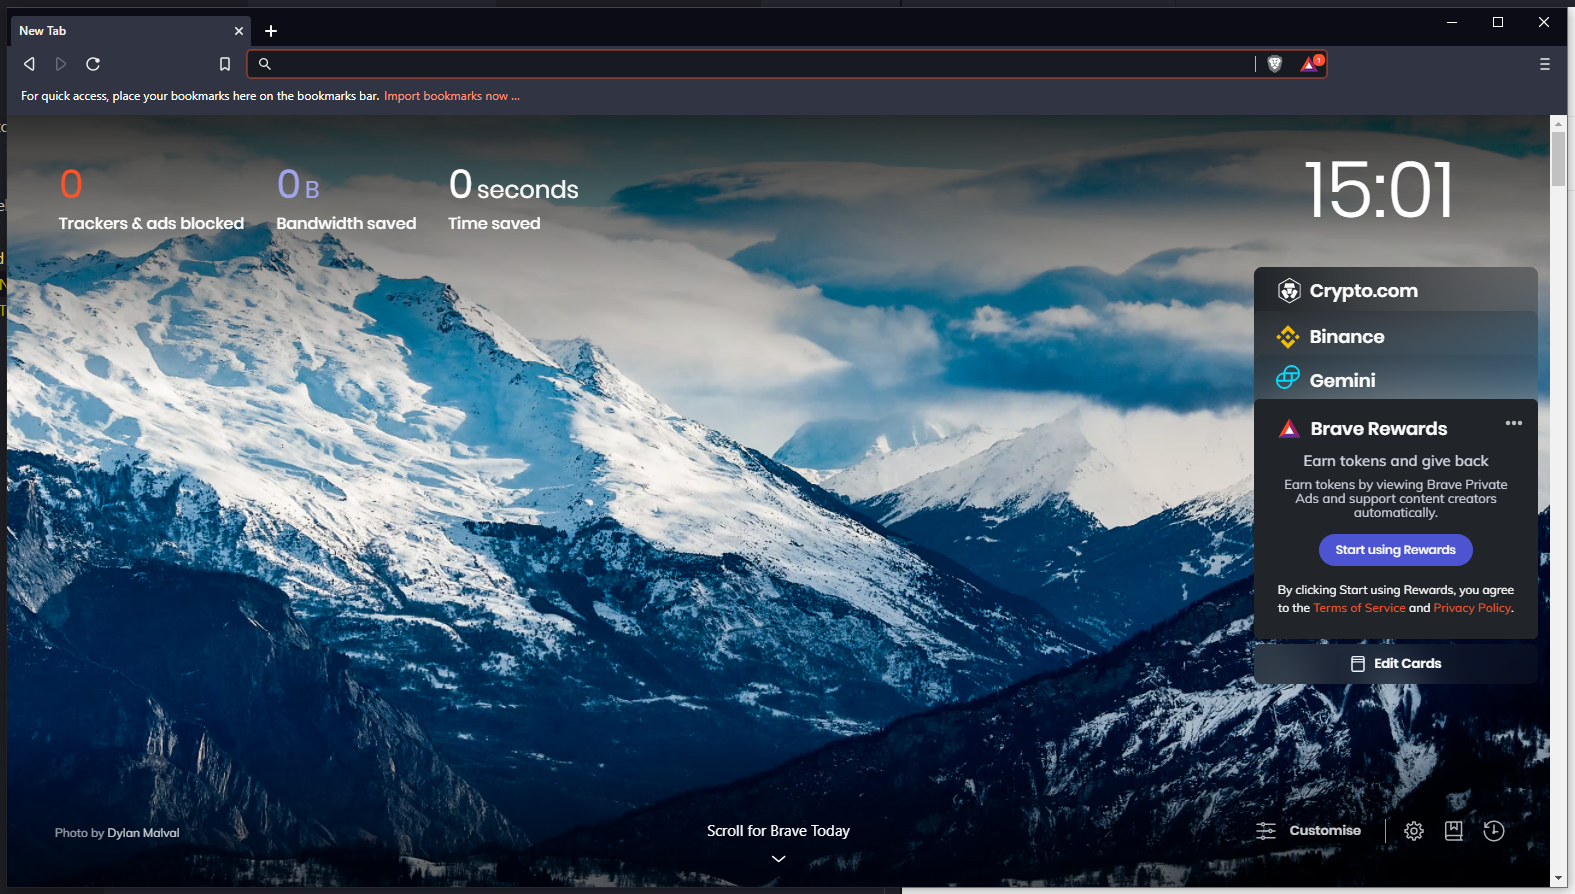 New Tab
1
For quick access, place your bookmarks here on the bookmarks bar. Import bookmarks now ...
0
Trackers & ads blocked
0 B
Bandwidth saved
0 seconds
Time saved
15:01
Crypto.com
Binance
Gemini
Brave Rewards
Earn tokens and give back
Earn tokens by viewing Brave Private
Ads and support content creators
automatically.
Start using Rewards
By clicking Start using Rewards, you agree
to the Terms of Service and Privacy Policy.
Edit Cards
Photo by Dylan Malval
Scroll for Brave Today
Customise